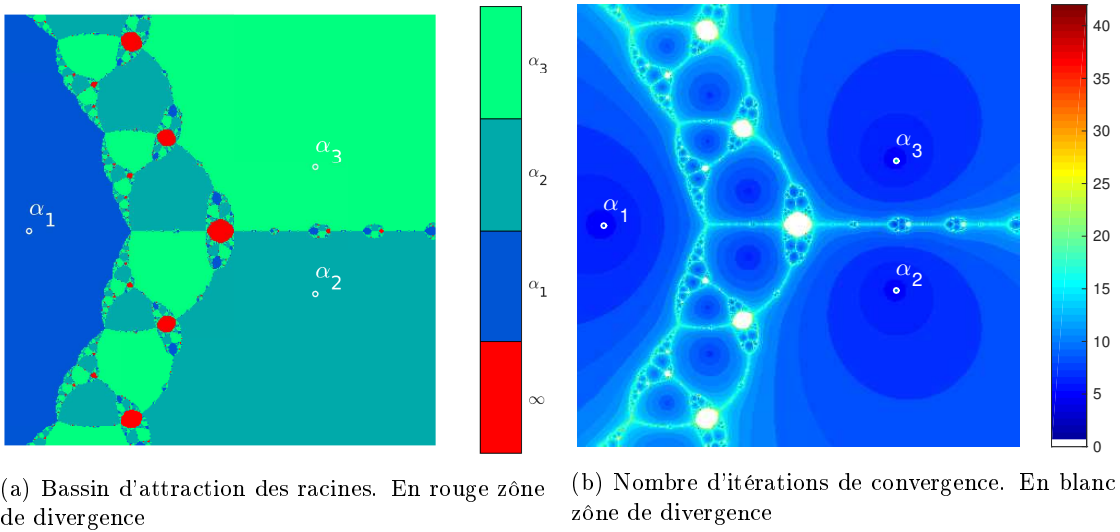 α1
α3
α2
α3
α2
α1
∞
α1
α3
α2
40
35
30
25
20
15
10
5
0
(a) Bassin d'attraction des racines. En rouge zône
de divergence
(b) Nombre d'itérations de convergence. En blanc
zône de divergence